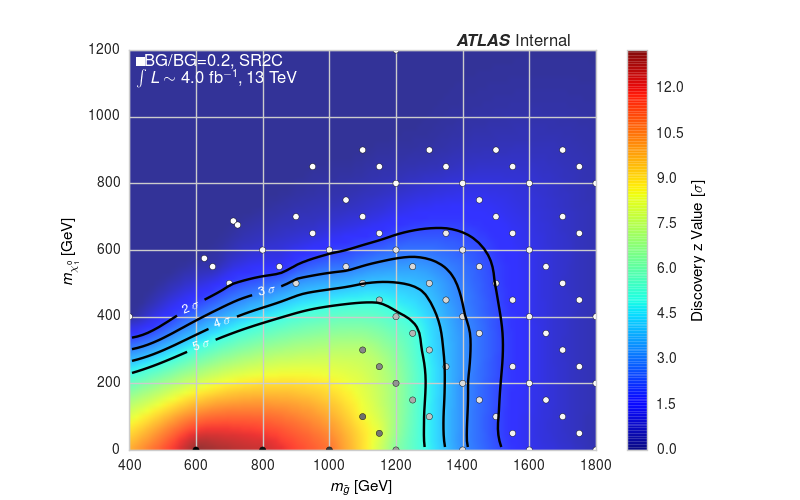 ATLAS Internal
BG/BG=0.2, SR2C
∫ L ∼ 4.0 fb⁻¹, 13 TeV
1200
1000
800
600
400
200
0
400 600 800 1000 1200 1400 1600 1800
m_g̃ [GeV]
m_χ̃₁⁰ [GeV]
2 σ
3 σ
4 σ
5 σ
12.0
10.5
9.0
7.5
6.0
4.5
3.0
1.5
0.0
Discovery z Value [σ]